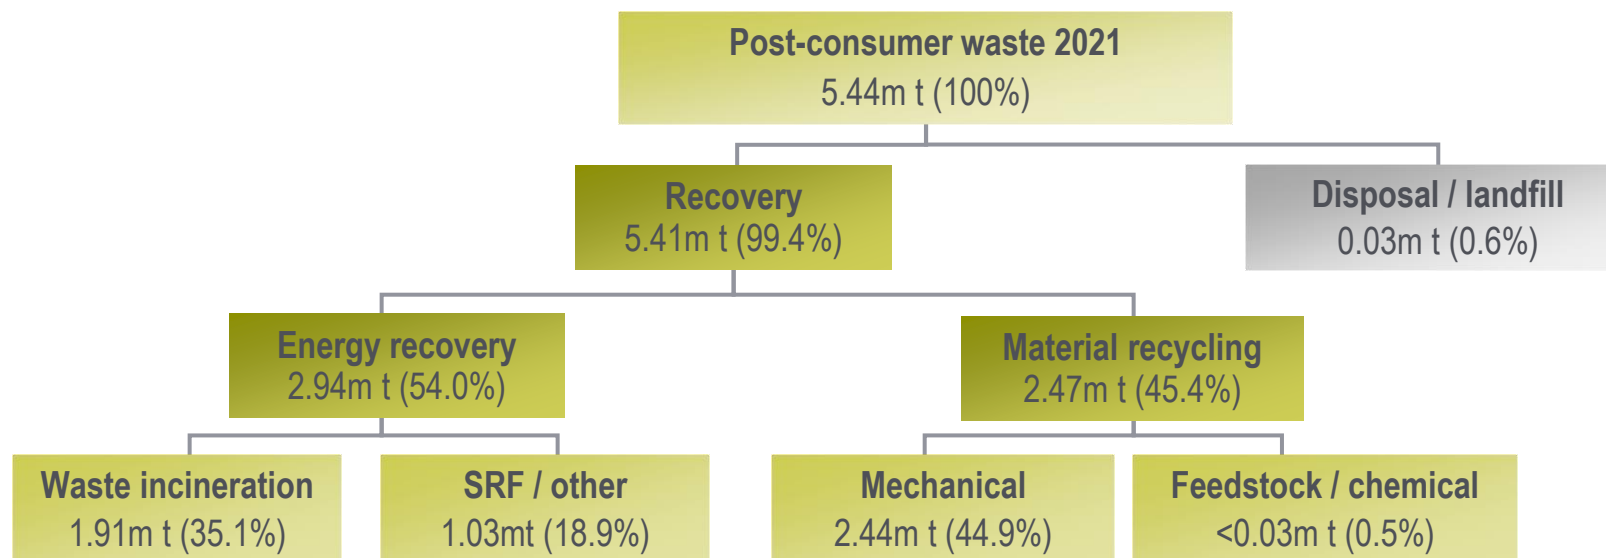 Post-consumer waste 2021
5.44m t (100%)
Recovery
5.41m t (99.4%)
Disposal / landfill
0.03m t (0.6%)
Energy recovery
2.94m t (54.0%)
Material recycling
2.47m t (45.4%)
Waste incineration
1.91m t (35.1%)
SRF / other
1.03mt (18.9%)
Mechanical
2.44m t (44.9%)
Feedstock / chemical
<0.03m t (0.5%)